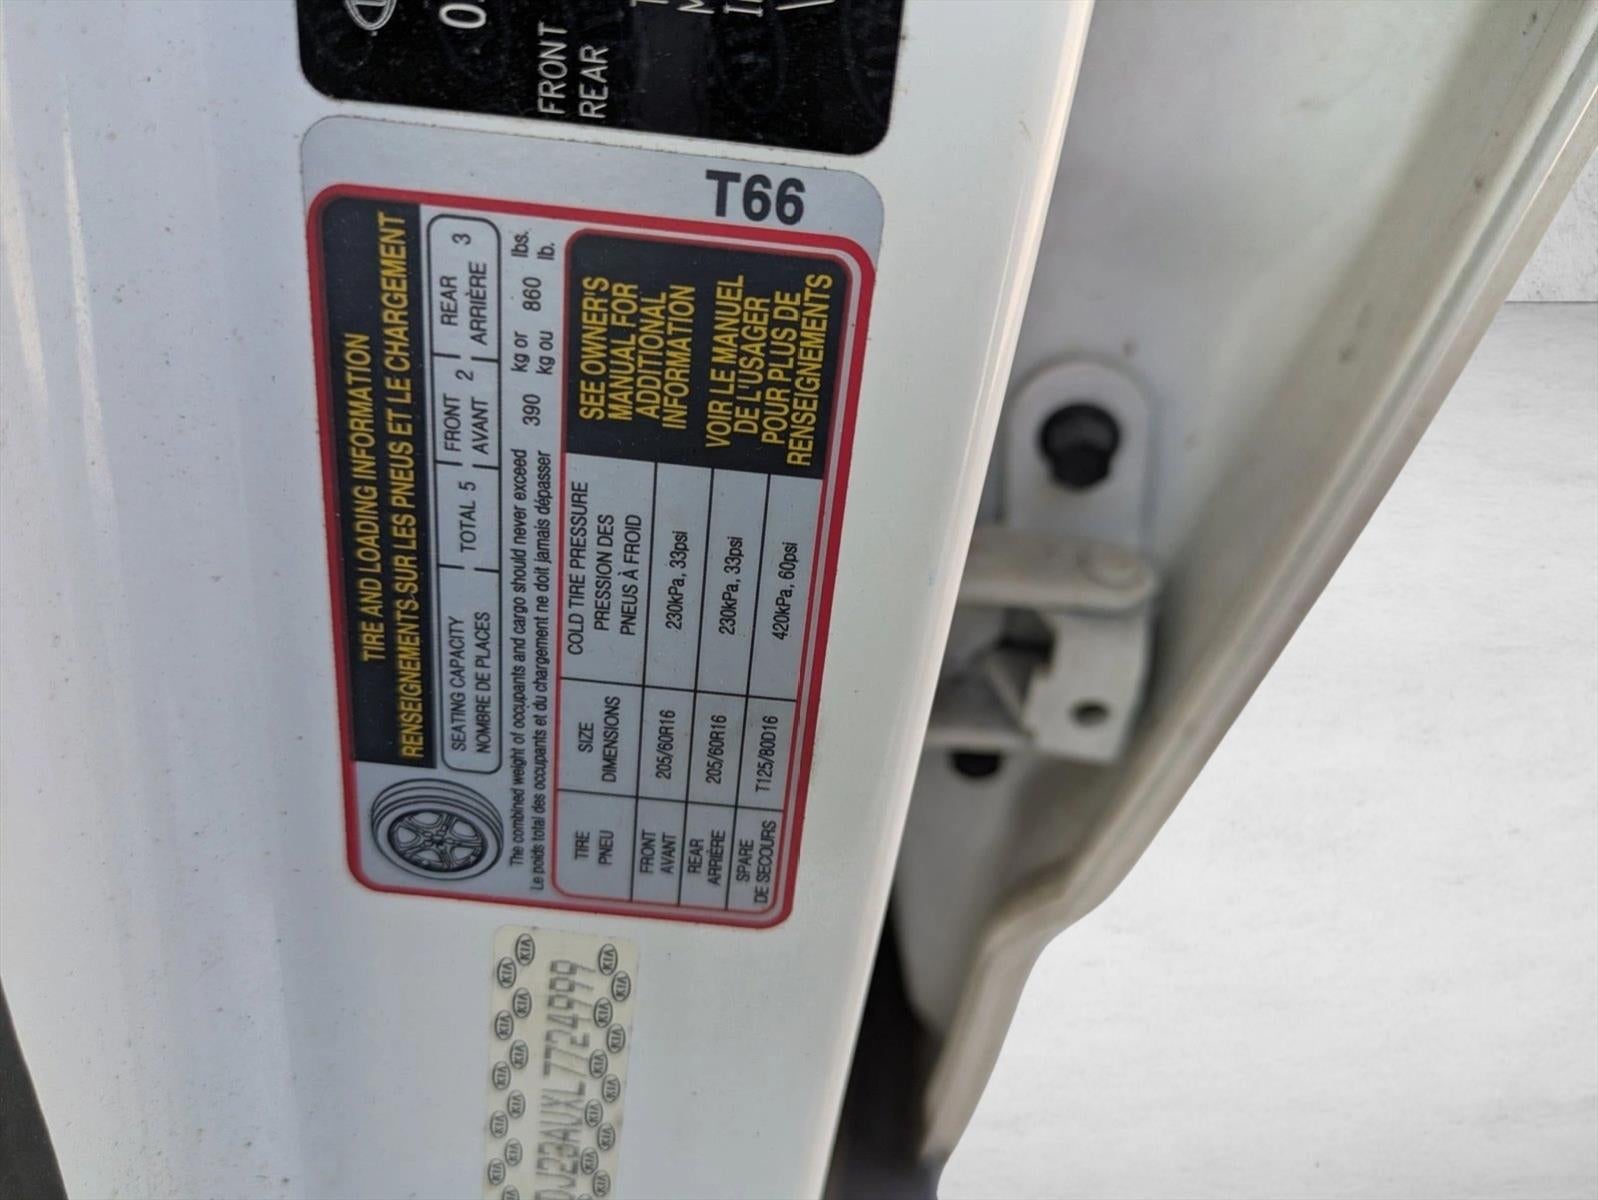 FRONT
REAR
T66
TIRE AND LOADING INFORMATION
RENSEIGNEMENTS SUR LES PNEUS ET LE CHARGEMENT
SEATING CAPACITY
NOMBRE DE PLACES
TOTAL 5
FRONT
AVANT 2
REAR
ARRIÈRE 3
The combined weight of occupants and cargo should never exceed 390 kg or 860 lbs.
Le poids total des occupants et du chargement ne doit jamais dépasser kg ou lb.
TIRE
PNEU
SIZE
DIMENSIONS
COLD TIRE PRESSURE
PRESSION DES
PNEUS À FROID
FRONT
AVANT
205/60R16
230kPa, 33psi
REAR
ARRIÈRE
205/60R16
230kPa, 33psi
SPARE
DE SECOURS
T125/80D16
420kPa, 60psi
SEE OWNER'S
MANUAL FOR
ADDITIONAL
INFORMATION
VOIR LE MANUEL
DE L'USAGER
POUR PLUS DE
RENSEIGNEMENTS
KIA